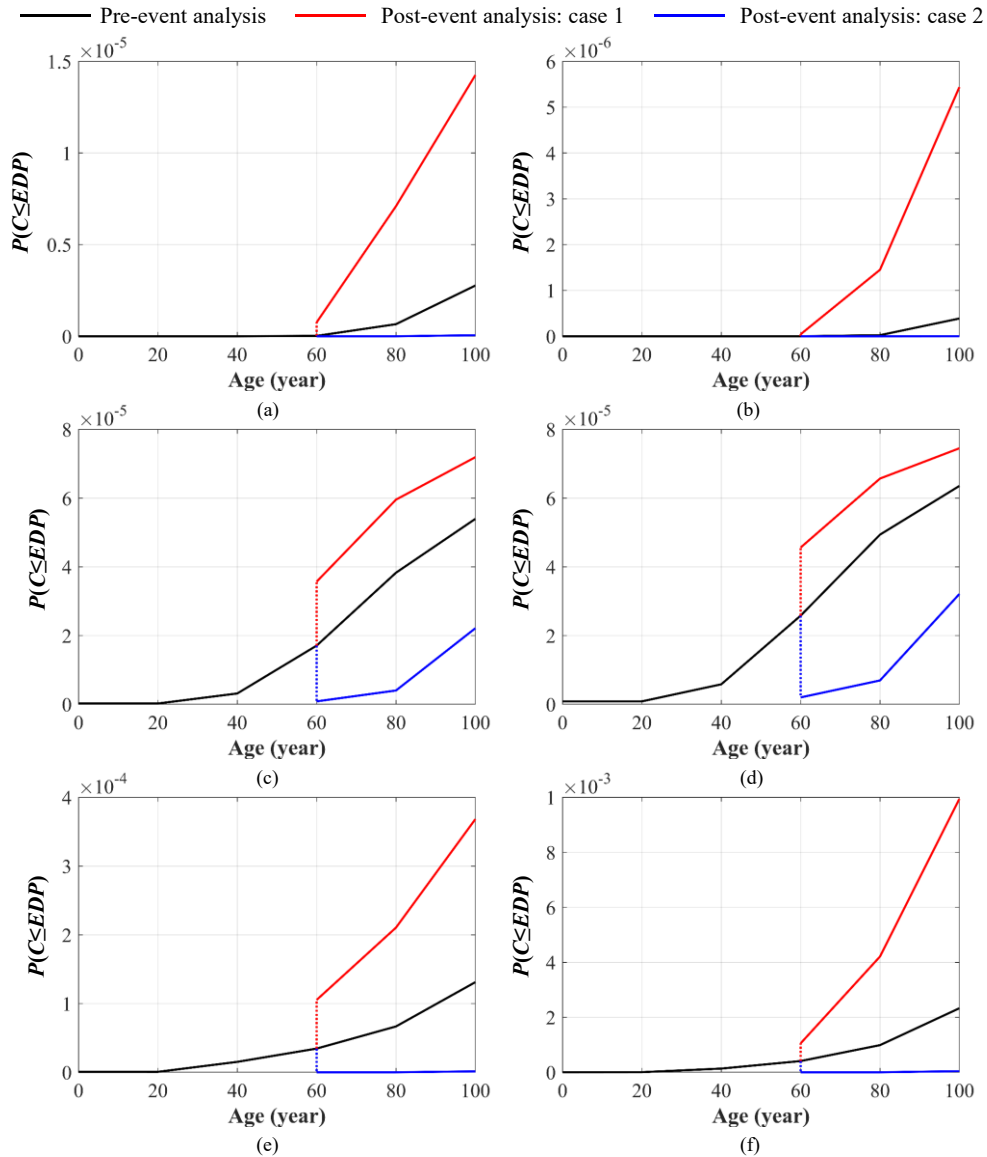 Pre-event analysis Post-event analysis: case 1 Post-event analysis: case 2
×10-5
1.5
1
0.5
0
P(C≤EDP)
0 20 40 60 80 100
Age (year)
(a)
×10-6
6
5
4
3
2
1
0
P(C≤EDP)
0 20 40 60 80 100
Age (year)
(b)
×10-5
8
6
4
2
0
P(C≤EDP)
0 20 40 60 80 100
Age (year)
(c)
×10-5
8
6
4
2
0
P(C≤EDP)
0 20 40 60 80 100
Age (year)
(d)
×10-4
4
3
2
1
0
P(C≤EDP)
0 20 40 60 80 100
Age (year)
(e)
×10-3
1
8
6
4
2
0
P(C≤EDP)
0 20 40 60 80 100
Age (year)
(f)